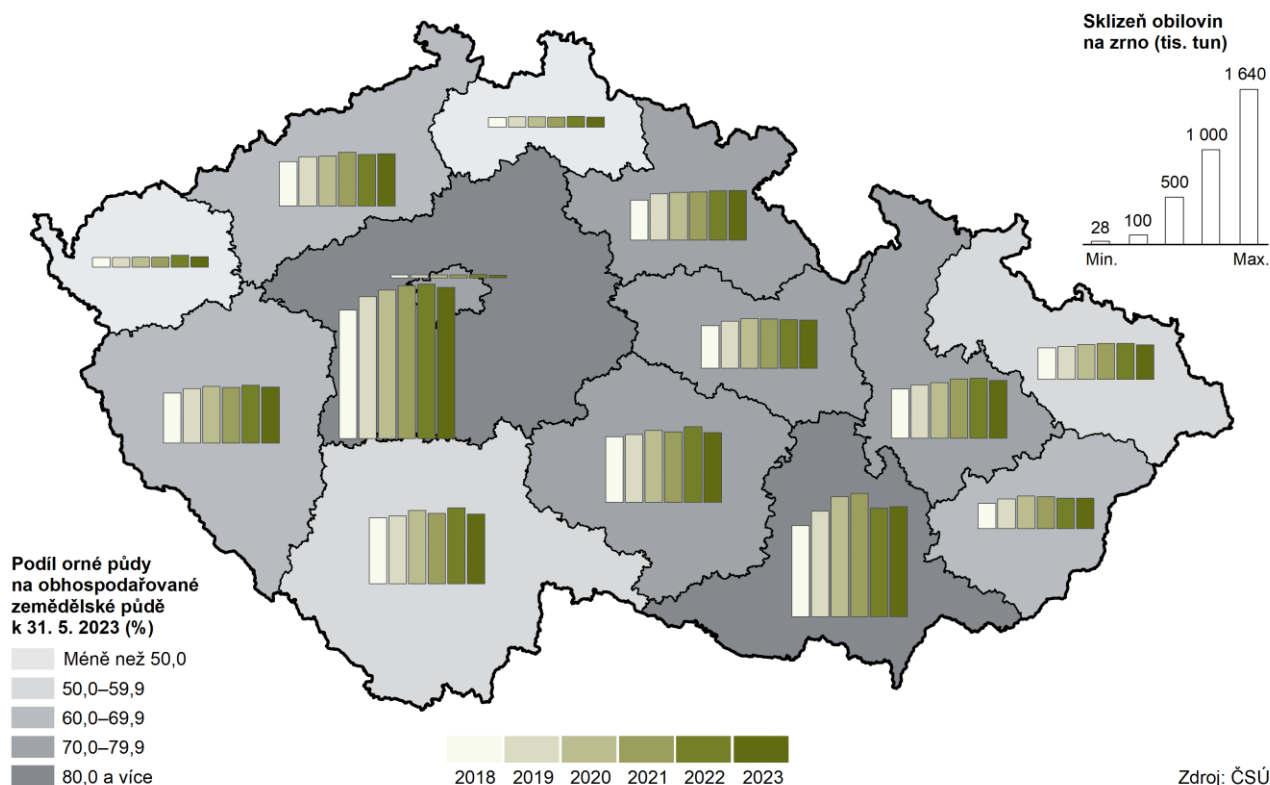 Sklizeň obilovin
na zrno (tis. tun)
1 640
1 000
500
100
28
Min.
Max.
Podíl orné půdy
na obhospodařované
zemědělské půdě
k 31. 5. 2023 (%)
Méně než 50,0
50,0–59,9
60,0–69,9
70,0–79,9
80,0 a více
2018 2019 2020 2021 2022 2023
Zdroj: ČSÚ